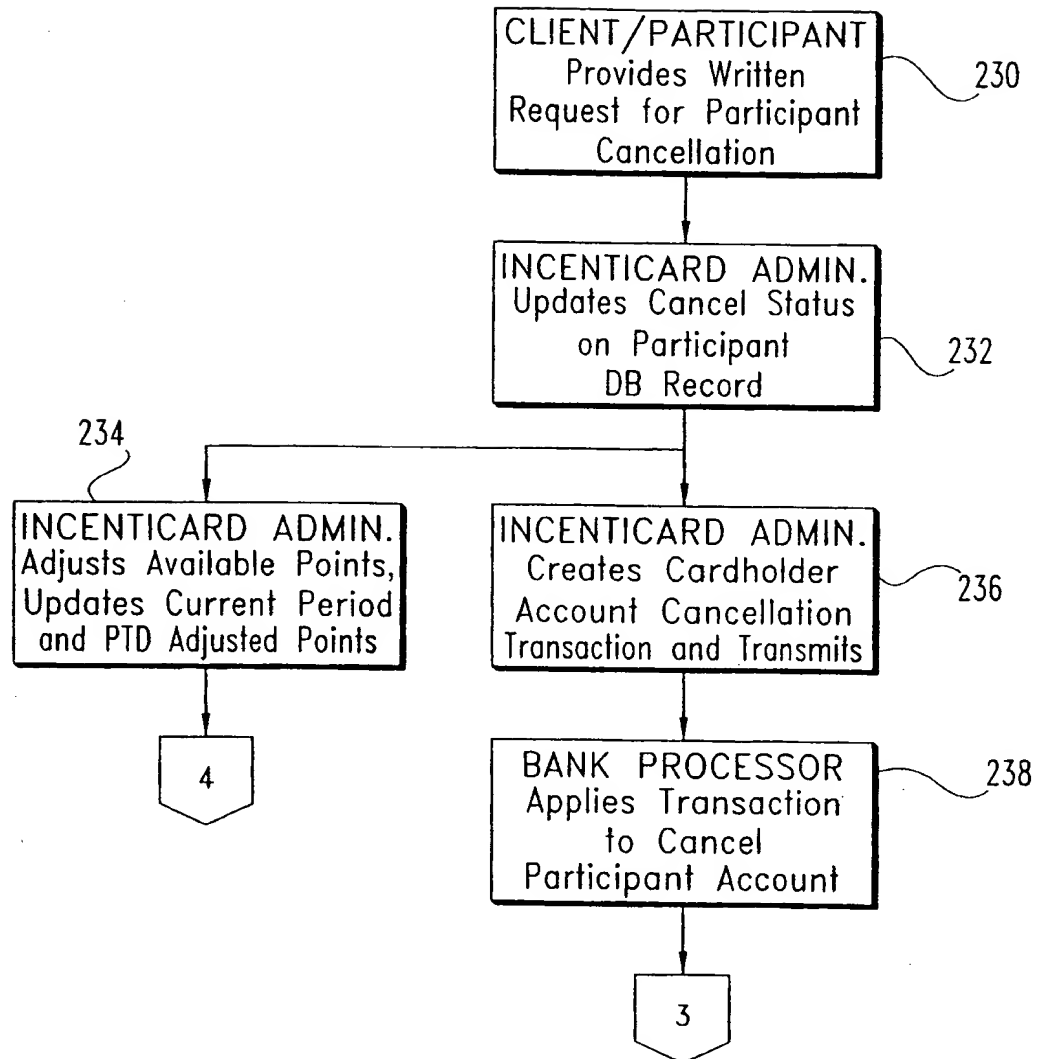 CLIENT/PARTICIPANT
Provides Written
Request for Participant
Cancellation
230
INCENTICARD ADMIN.
Updates Cancel Status
on Participant
DB Record
232
234
INCENTICARD ADMIN.
Adjusts Available Points,
Updates Current Period
and PTD Adjusted Points
INCENTICARD ADMIN.
Creates Cardholder
Account Cancellation
Transaction and Transmits
236
4
BANK PROCESSOR
Applies Transaction
to Cancel
Participant Account
238
3